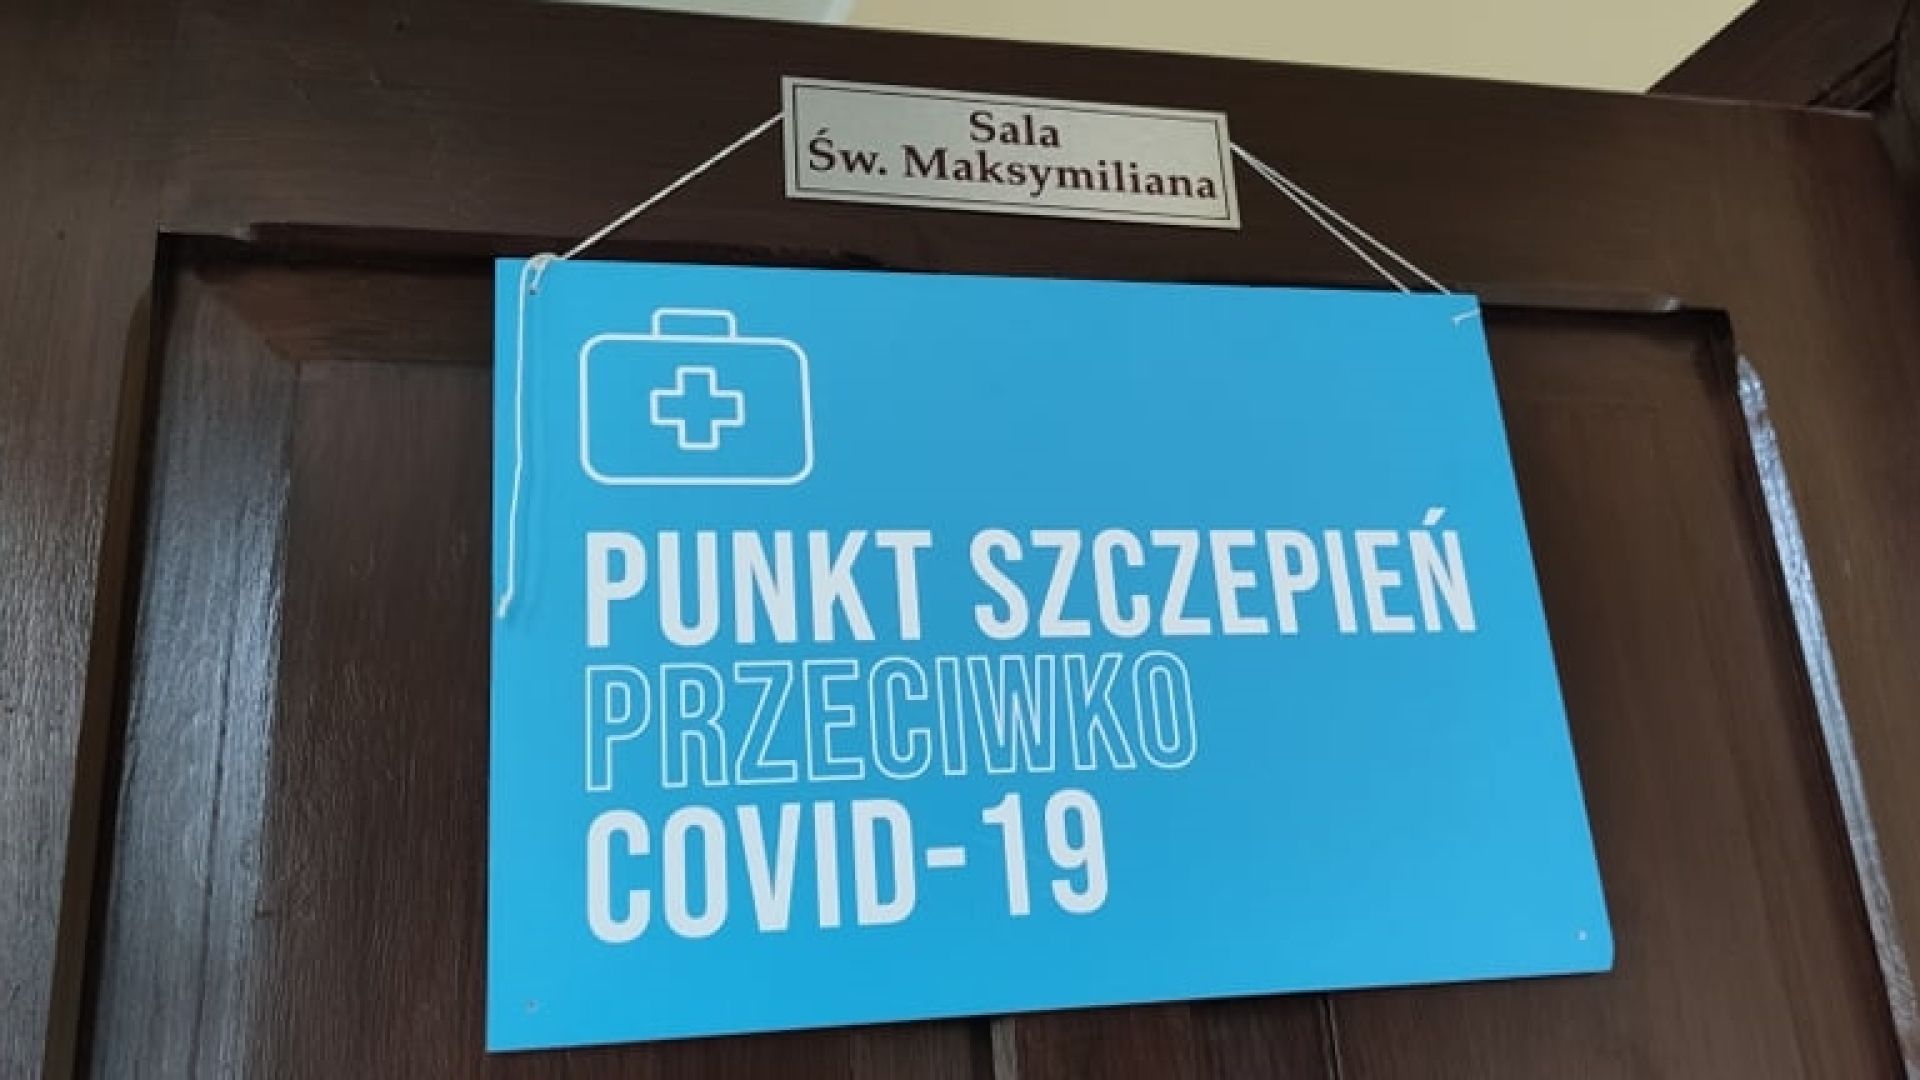 Sala
Św. Maksymiliana
PUNKT SZCZEPIEŃ
PRZECIWKO
COVID-19